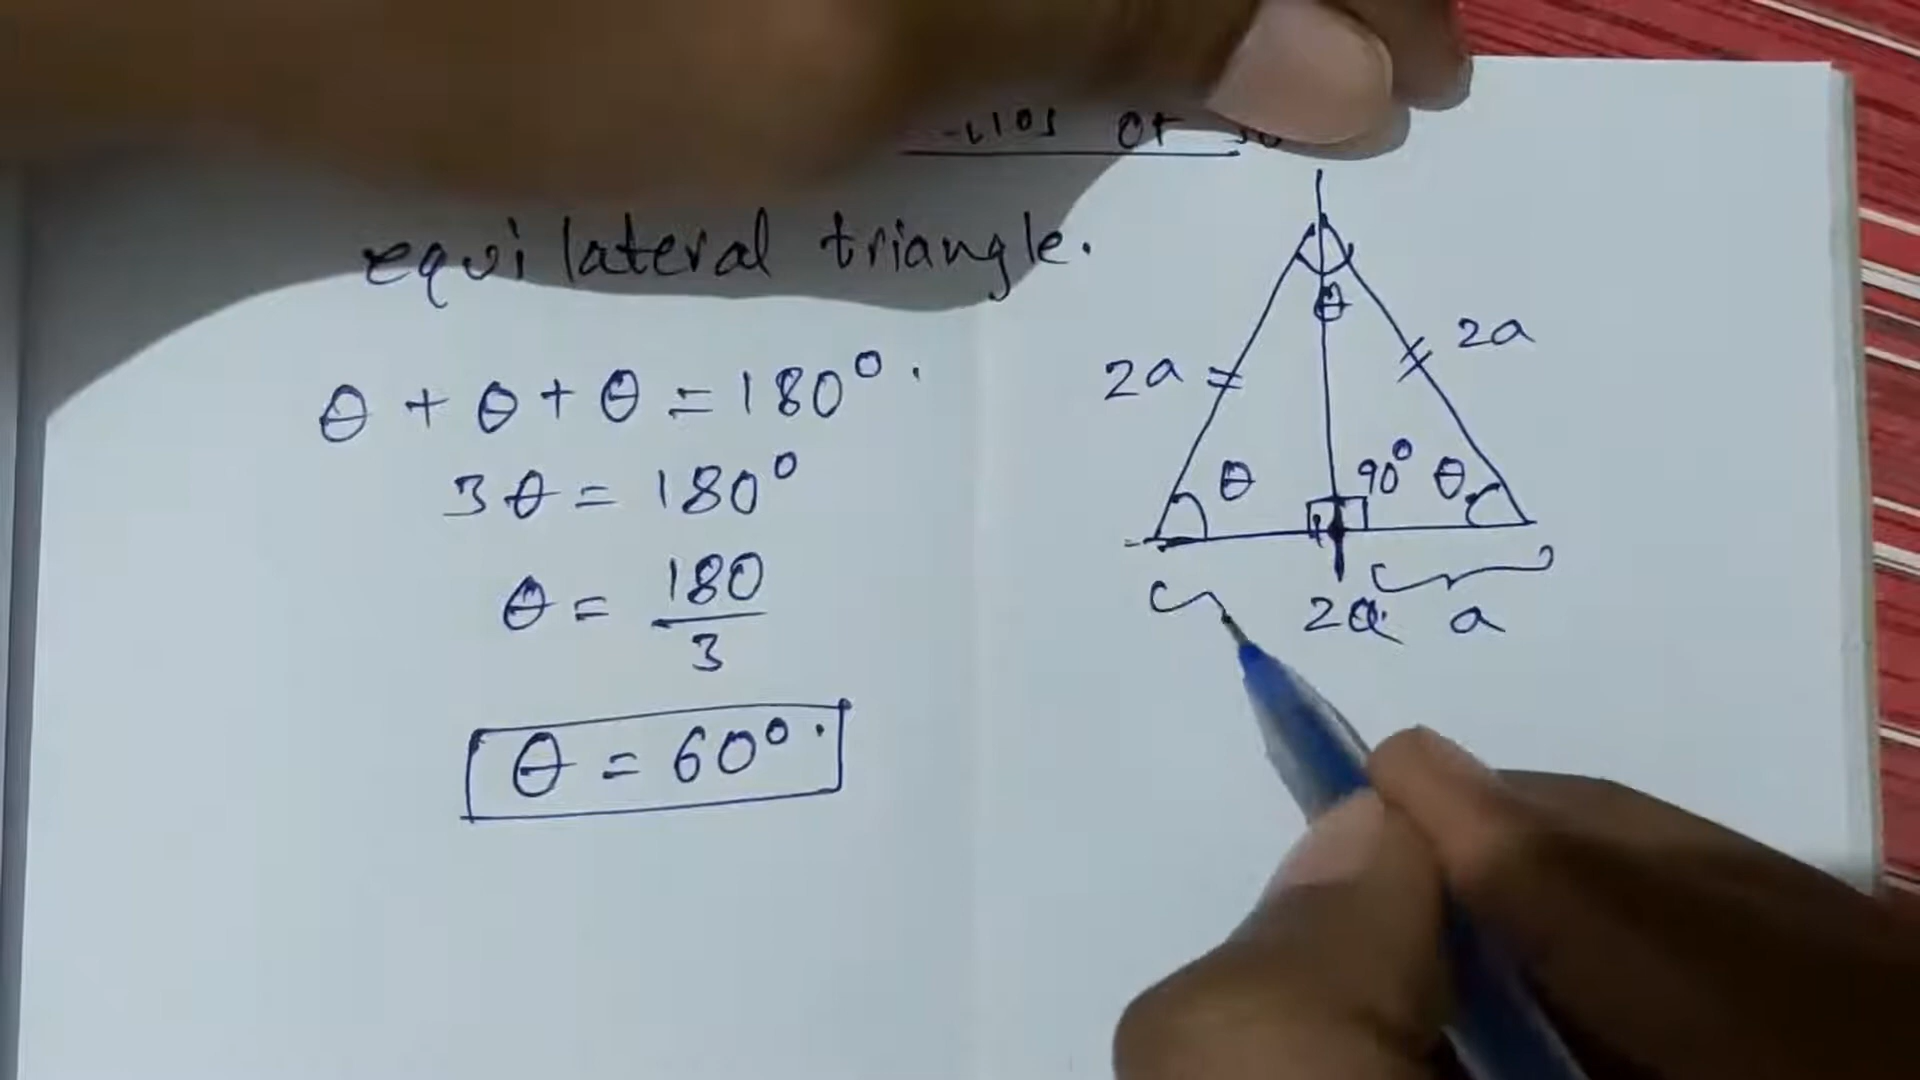 equilateral triangle.
θ + θ + θ = 180°.
3θ = 180°
θ = 180/3
θ = 60°.
θ
2a
2a
θ
90°
θ
2a
a